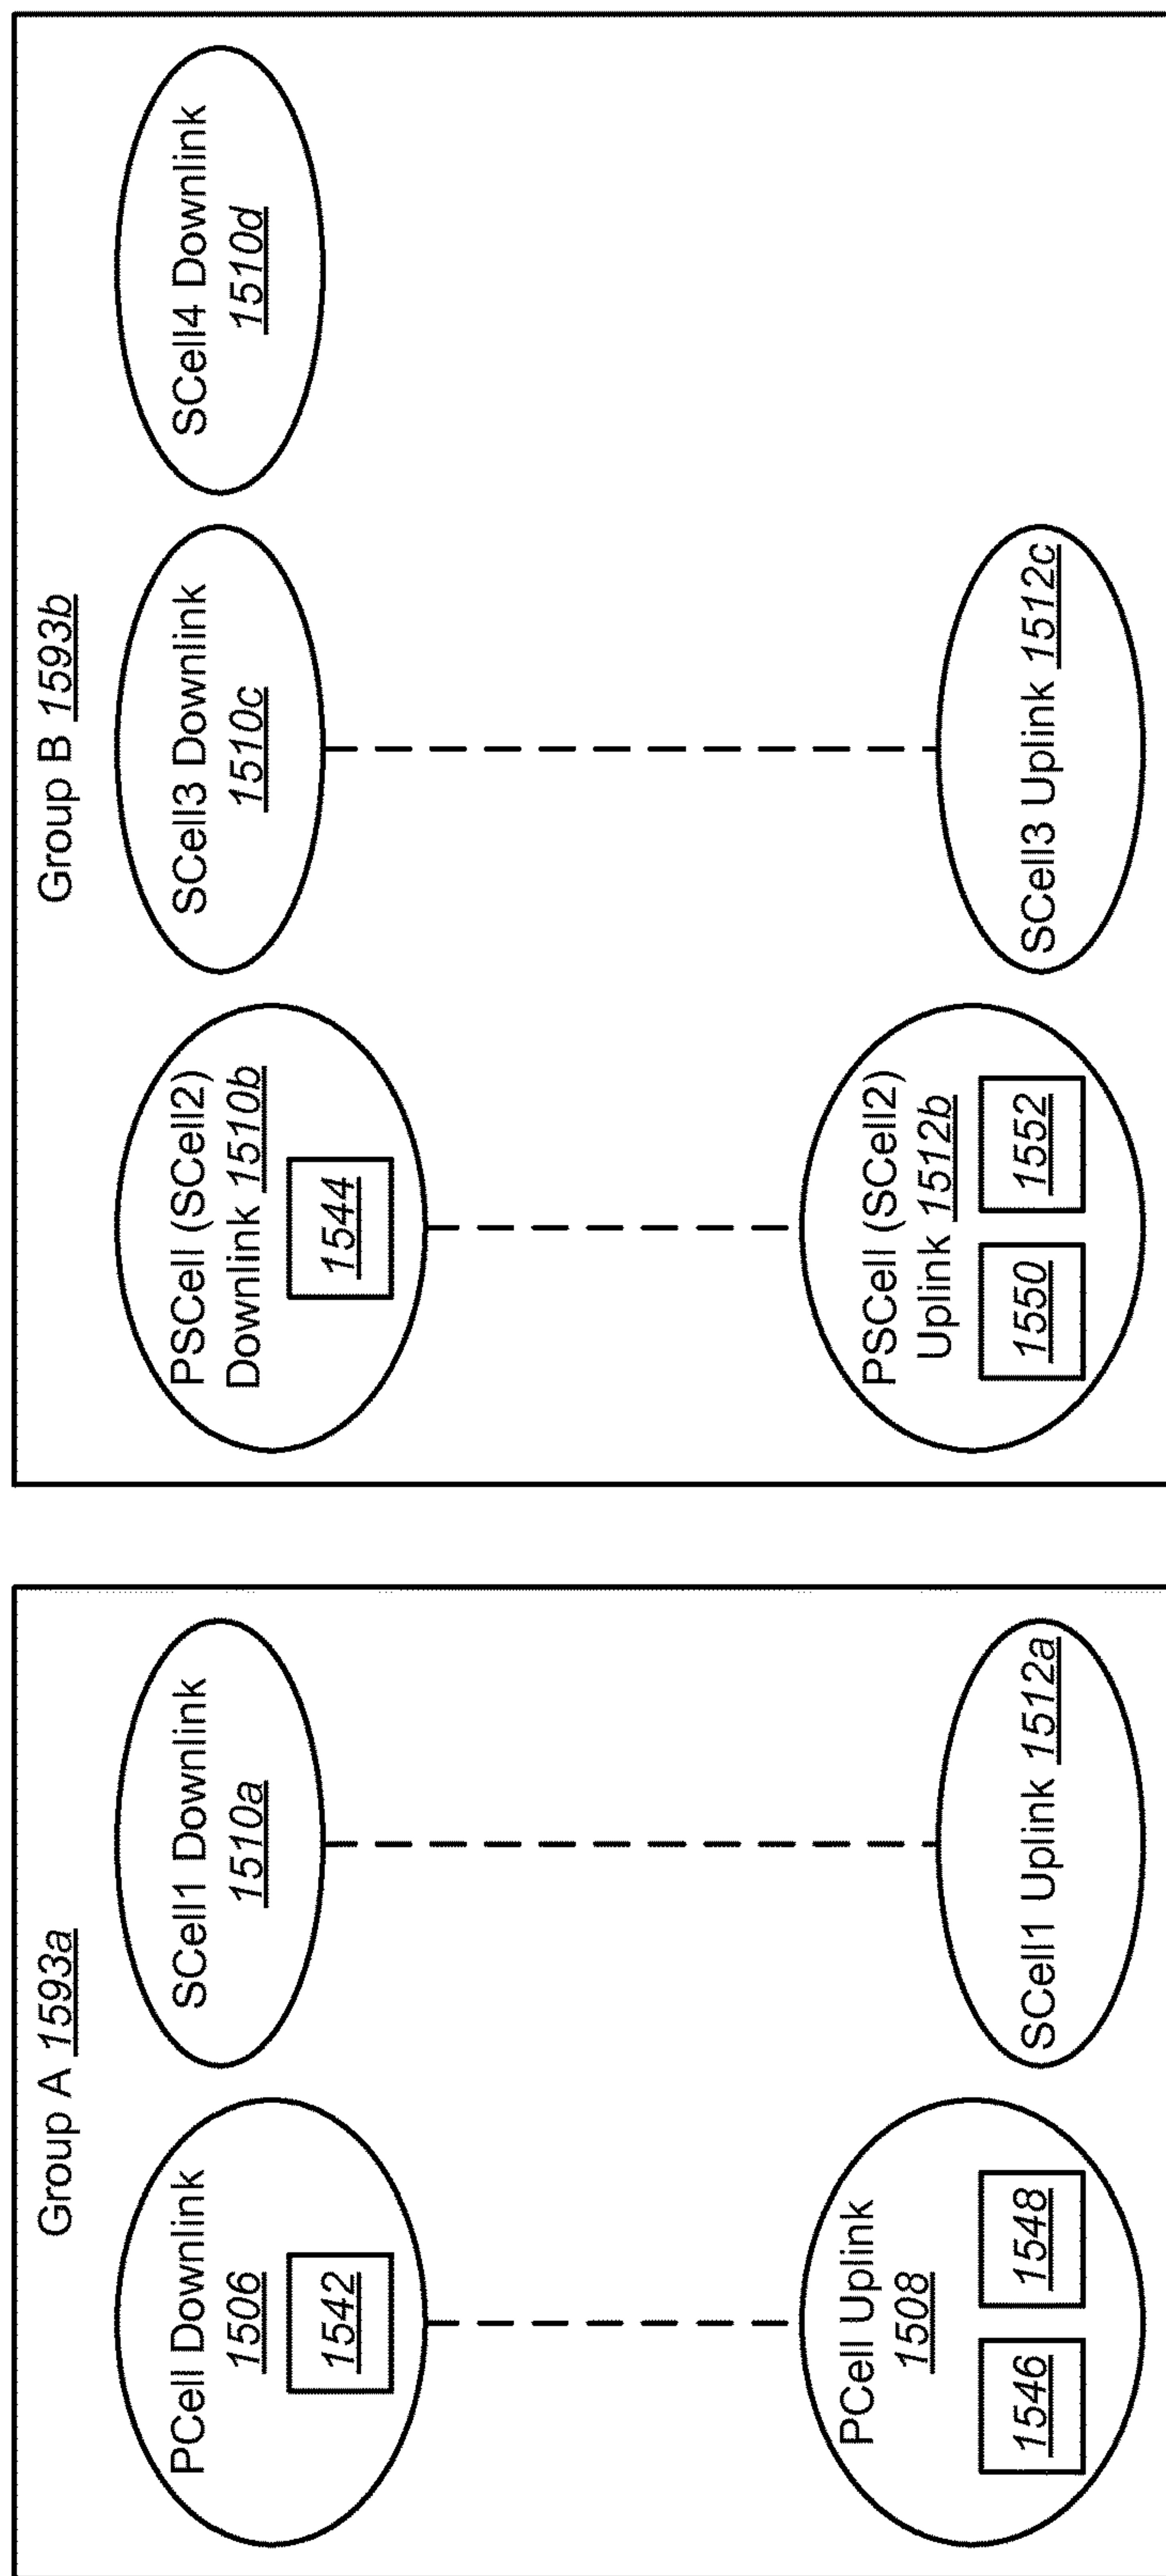 Group A 1593a
PCell Downlink
1506
1542
SCell1 Downlink
1510a
PCell Uplink
1508
1546
1548
SCell1 Uplink 1512a
Group B 1593b
PSCell (SCell2)
Downlink 1510b
1544
SCell3 Downlink
1510c
SCell4 Downlink
1510d
PSCell (SCell2)
Uplink 1512b
1550
1552
SCell3 Uplink 1512c